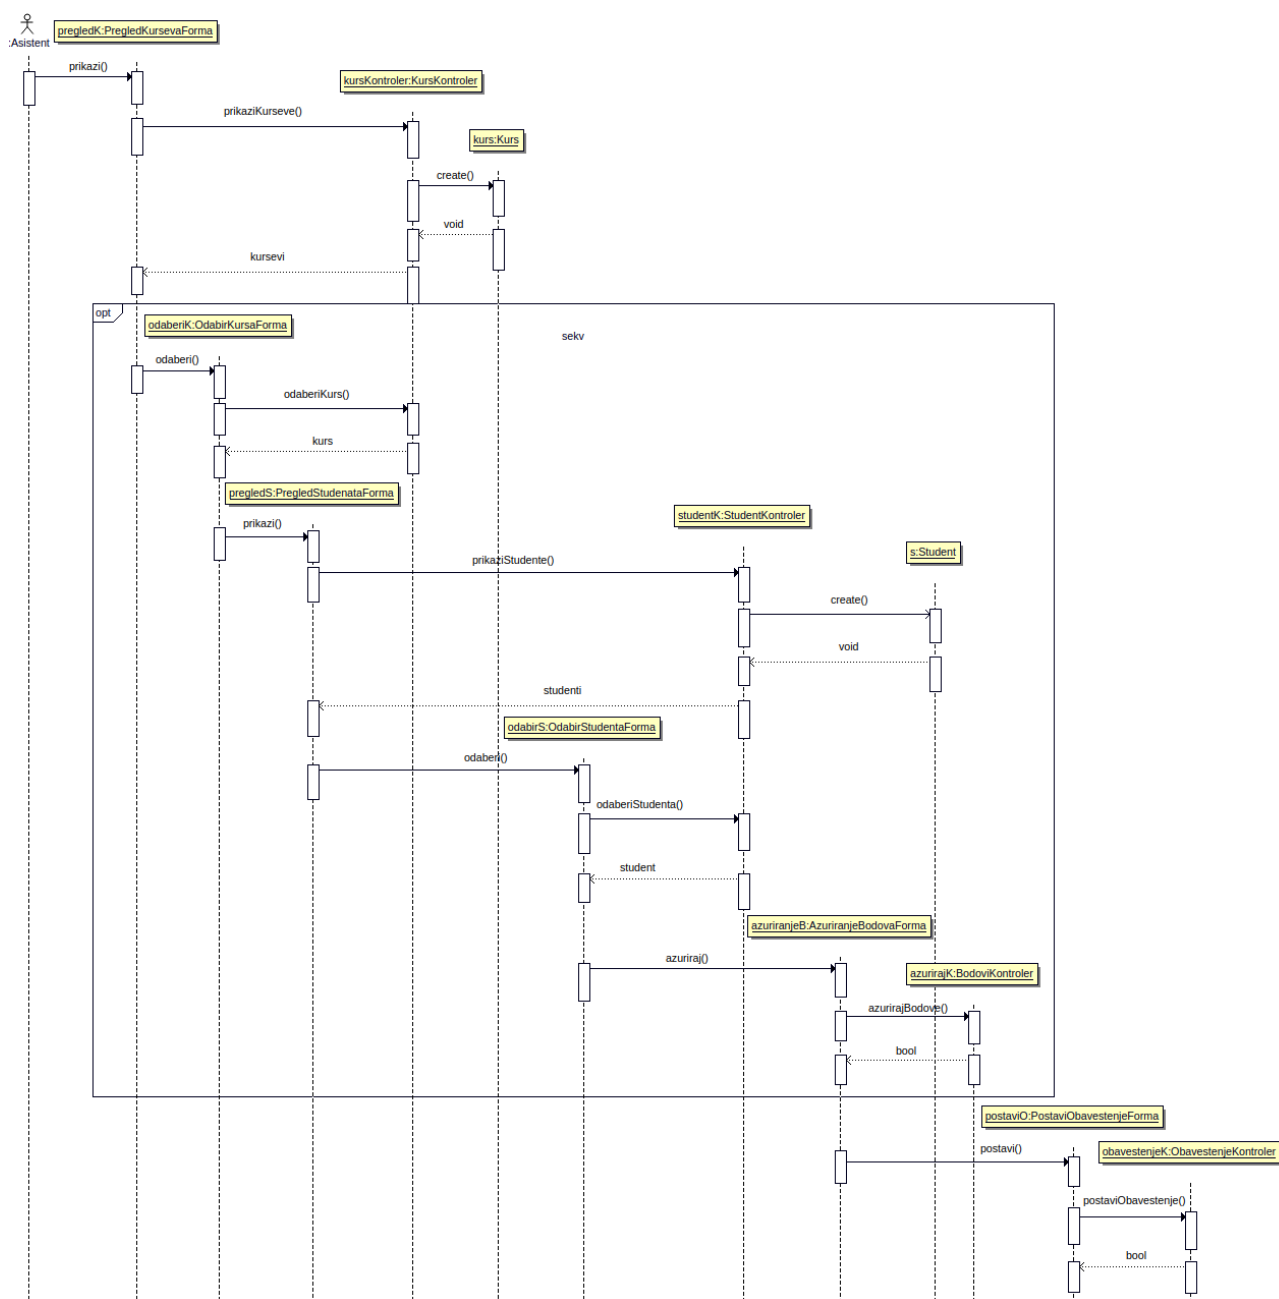 :Asistent
pregledK:PregledKursevaForma
prikazi()
kursKontroler:KursKontroler
prikaziKurseve()
kurs:Kurs
create()
void
kursevi
opt
odaberiK:OdabirKursaForma
sekv
odaberi()
odaberiKurs()
kurs
pregledS:PregledStudenataForma
studentK:StudentKontroler
prikazi()
s:Student
prikaziStudente()
create()
void
studenti
odabirS:OdabirStudentaForma
odaberi()
odaberiStudenta()
student
azuriranjeB:AzuriranjeBodovaForma
azuriraj()
azurirajK:BodoviKontroler
azurirajBodove()
bool
postaviO:PostaviObavestenjeForma
postavi()
obavestenjeK:ObavestenjeKontroler
postaviObavestenje()
bool